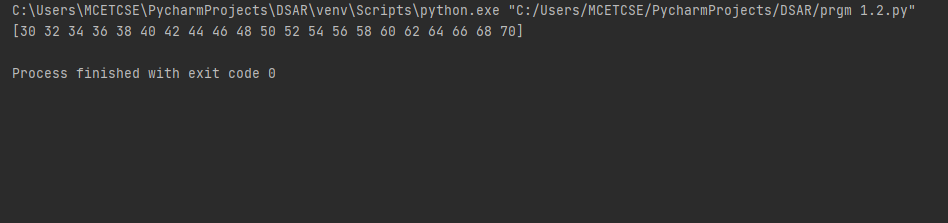 C:\Users\MCETCSE\PycharmProjects\DSAR\venv\Scripts\python.exe "C:/Users/MCETCSE/PycharmProjects/DSAR/prgm 1.2.py"
[30 32 34 36 38 40 42 44 46 48 50 52 54 56 58 60 62 64 66 68 70]
Process finished with exit code 0